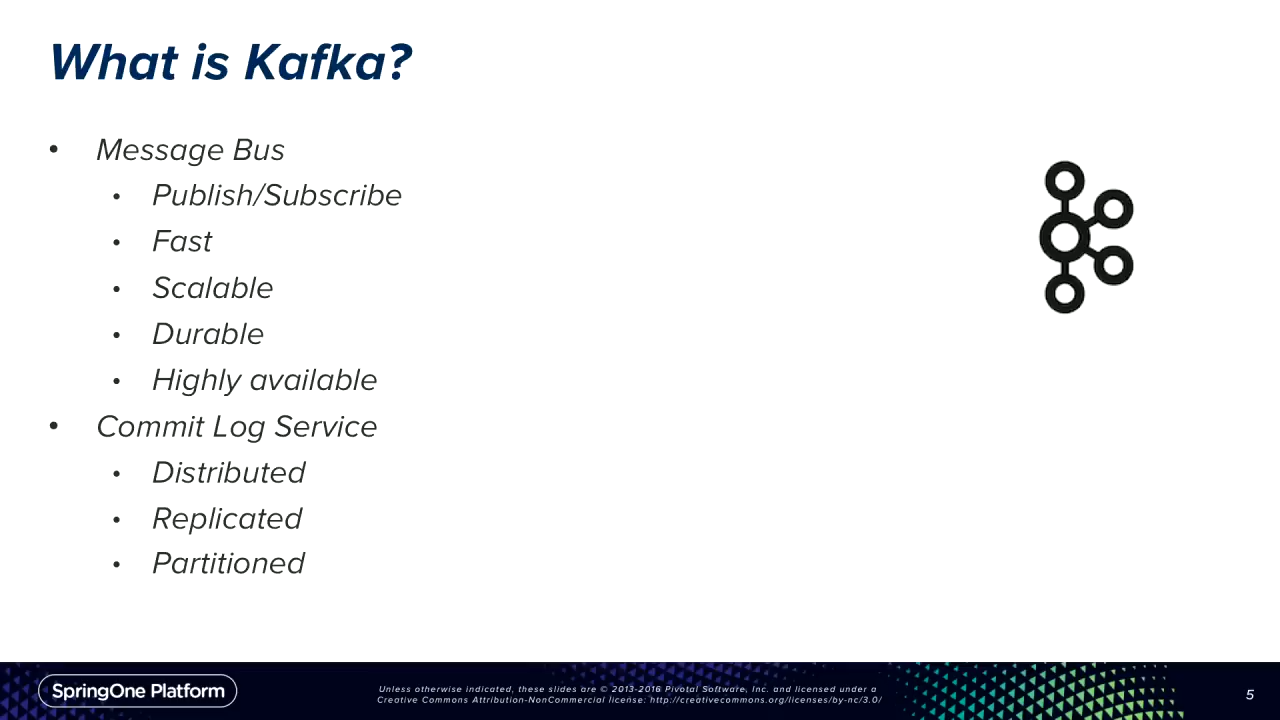 What is Kafka?
• Message Bus
• Publish/Subscribe
• Fast
• Scalable
• Durable
• Highly available
• Commit Log Service
• Distributed
• Replicated
• Partitioned
SpringOne Platform
Unless otherwise indicated, these slides are © 2013-2016 Pivotal Software, Inc. and licensed under a
Creative Commons Attribution-NonCommercial license: http://creativecommons.org/licenses/by-nc/3.0/
5